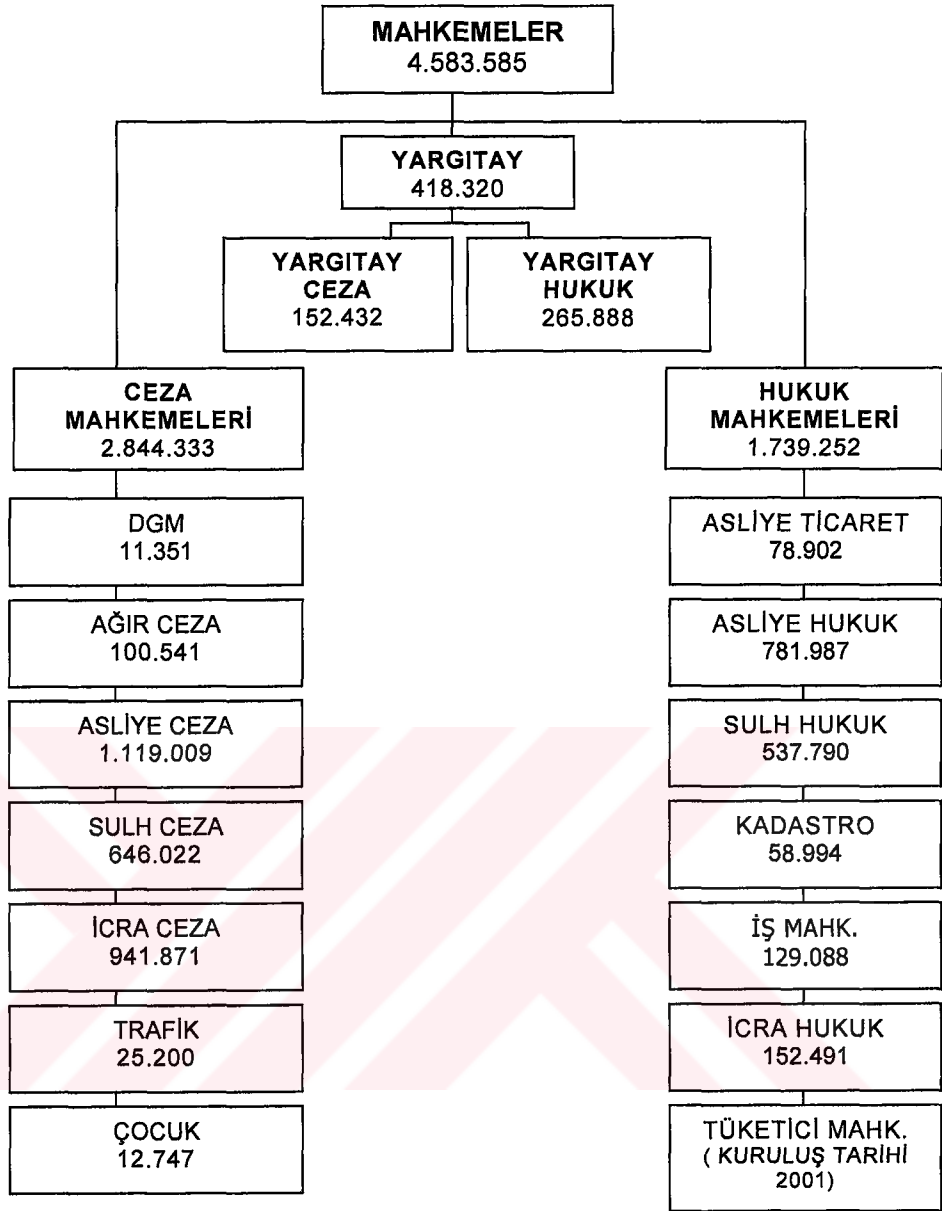 MAHKEMELER
4.583.585
YARGITAY
418.320
YARGITAY
CEZA
152.432
YARGITAY
HUKUK
265.888
CEZA
MAHKEMELERİ
2.844.333
DGM
11.351
AĞIR CEZA
100.541
ASLİYE CEZA
1.119.009
SULH CEZA
646.022
İCRA CEZA
941.871
TRAFİK
25.200
ÇOCUK
12.747
HUKUK
MAHKEMELERİ
1.739.252
ASLİYE TİCARET
78.902
ASLİYE HUKUK
781.987
SULH HUKUK
537.790
KADASTRO
58.994
İŞ MAHK.
129.088
İCRA HUKUK
152.491
TÜKETİCİ MAHK.
( KURULUŞ TARİHİ
2001)